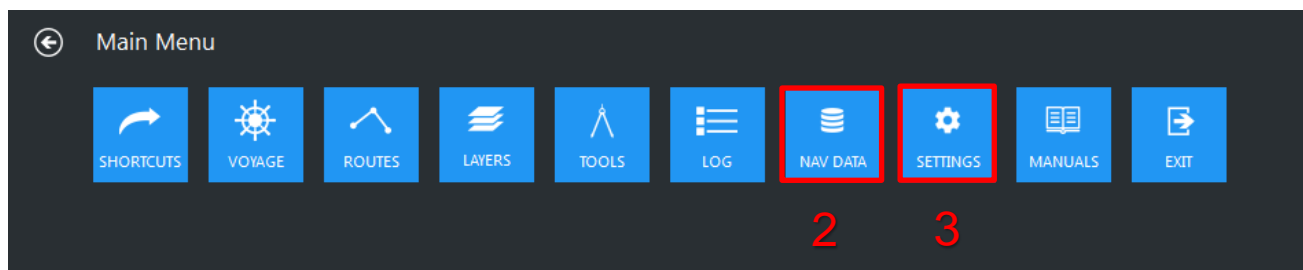 Main Menu
SHORTCUTS VOYAGE ROUTES LAYERS TOOLS LOG NAV DATA SETTINGS MANUALS EXIT
2 3